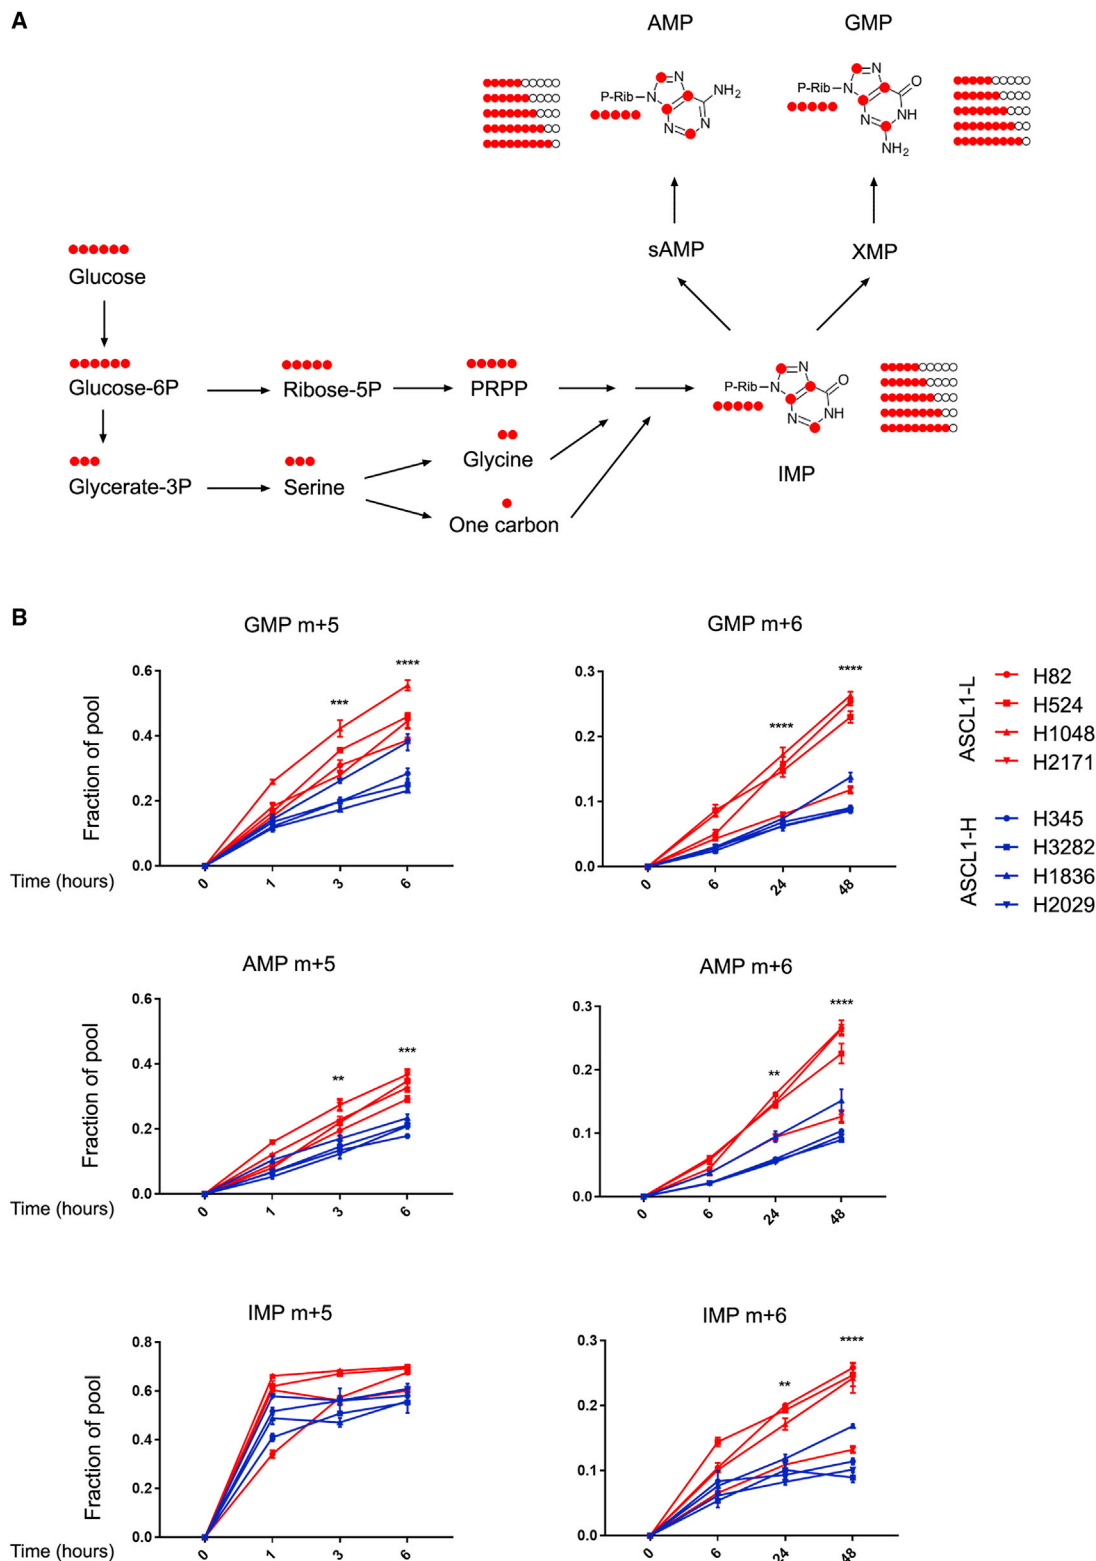 A
AMP
GMP
P-Rib
N
N
NH₂
N
N
P-Rib
N
N
O
NH
N
NH₂
sAMP
XMP
Glucose
Glucose-6P
Ribose-5P
PRPP
P-Rib
N
N
O
NH
N
Glycine
IMP
Glycerate-3P
Serine
One carbon
B
GMP m+5
Fraction of pool
0.6
0.4
0.2
0.0
***
****
Time (hours)
0
1
3
6
GMP m+6
0.3
0.2
0.1
0.0
****
****
0
6
24
48
ASCL1-L
H82
H524
H1048
H2171
ASCL1-H
H345
H3282
H1836
H2029
AMP m+5
Fraction of pool
0.6
0.4
0.2
0.0
**
***
Time (hours)
0
1
3
6
AMP m+6
0.3
0.2
0.1
0.0
**
****
0
6
24
48
IMP m+5
Fraction of pool
0.8
0.6
0.4
0.2
0.0
Time (hours)
0
1
3
6
IMP m+6
0.3
0.2
0.1
0.0
**
****
0
6
24
48